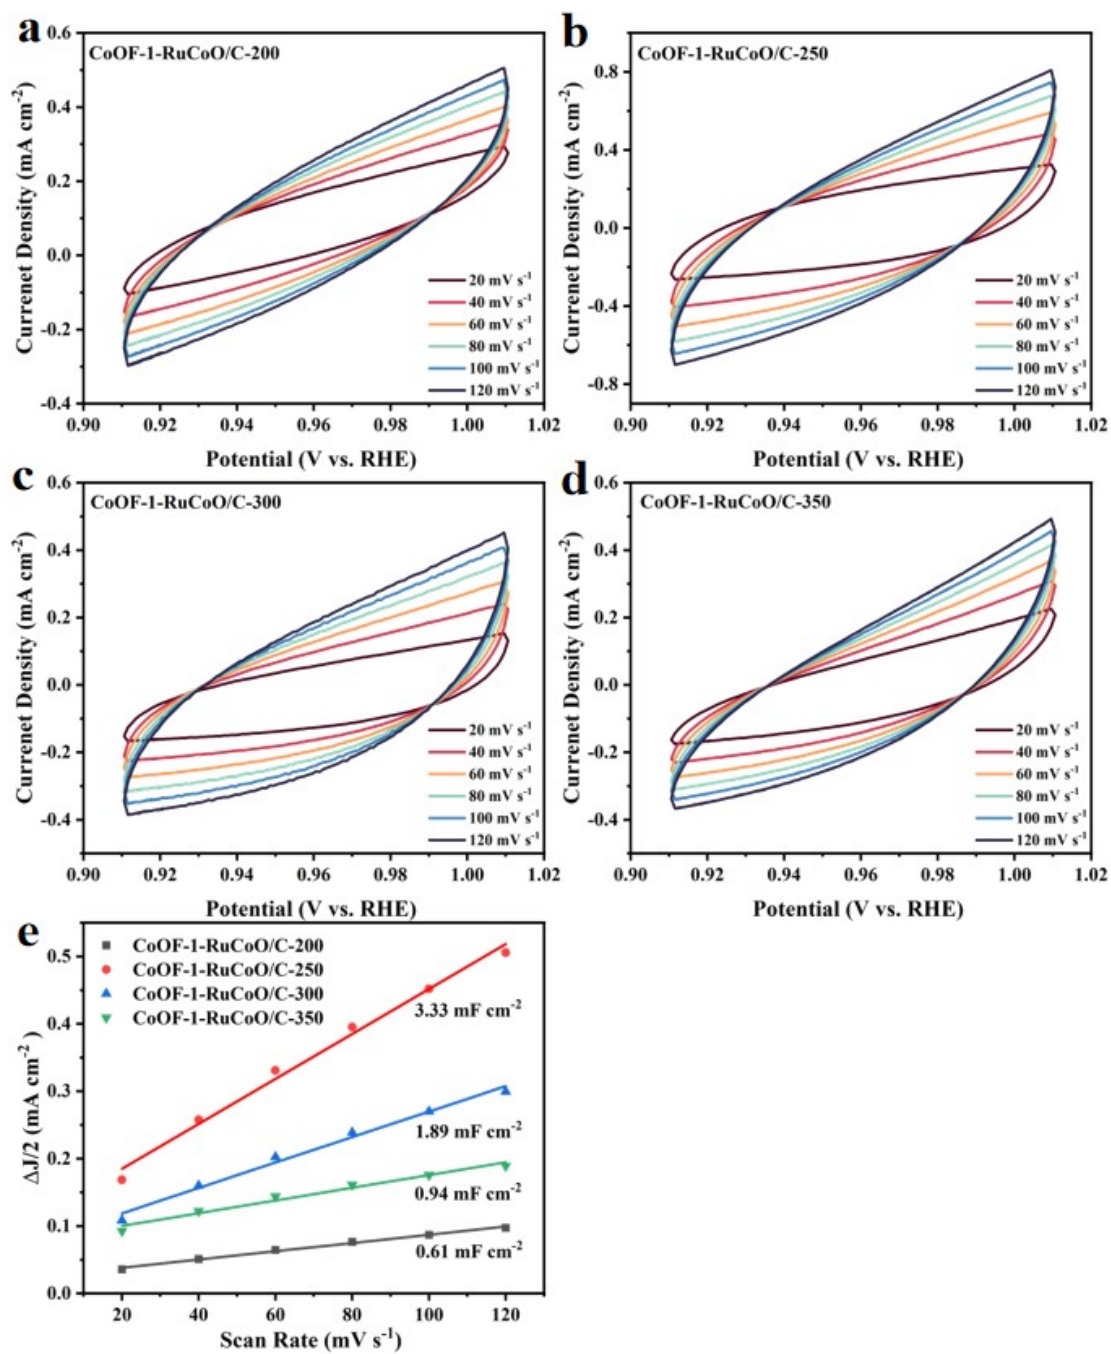 a
CoOF-1-RuCoO/C-200
0.6
0.4
0.2
0.0
-0.2
-0.4
Currenet Density (mA cm⁻²)
20 mV s⁻¹
40 mV s⁻¹
60 mV s⁻¹
80 mV s⁻¹
100 mV s⁻¹
120 mV s⁻¹
0.90 0.92 0.94 0.96 0.98 1.00 1.02
Potential (V vs. RHE)
b
CoOF-1-RuCoO/C-250
0.8
0.4
0.0
-0.4
-0.8
Currenet Density (mA cm⁻²)
20 mV s⁻¹
40 mV s⁻¹
60 mV s⁻¹
80 mV s⁻¹
100 mV s⁻¹
120 mV s⁻¹
0.90 0.92 0.94 0.96 0.98 1.00 1.02
Potential (V vs. RHE)
c
CoOF-1-RuCoO/C-300
0.6
0.4
0.2
0.0
-0.2
-0.4
Currenet Density (mA cm⁻²)
20 mV s⁻¹
40 mV s⁻¹
60 mV s⁻¹
80 mV s⁻¹
100 mV s⁻¹
120 mV s⁻¹
0.90 0.92 0.94 0.96 0.98 1.00 1.02
Potential (V vs. RHE)
d
CoOF-1-RuCoO/C-350
0.6
0.4
0.2
0.0
-0.2
-0.4
Currenet Density (mA cm⁻²)
20 mV s⁻¹
40 mV s⁻¹
60 mV s⁻¹
80 mV s⁻¹
100 mV s⁻¹
120 mV s⁻¹
0.90 0.92 0.94 0.96 0.98 1.00 1.02
Potential (V vs. RHE)
e
CoOF-1-RuCoO/C-200
CoOF-1-RuCoO/C-250
CoOF-1-RuCoO/C-300
CoOF-1-RuCoO/C-350
0.5
0.4
0.3
0.2
0.1
0.0
ΔJ/2 (mA cm⁻²)
3.33 mF cm⁻²
1.89 mF cm⁻²
0.94 mF cm⁻²
0.61 mF cm⁻²
20 40 60 80 100 120
Scan Rate (mV s⁻¹)